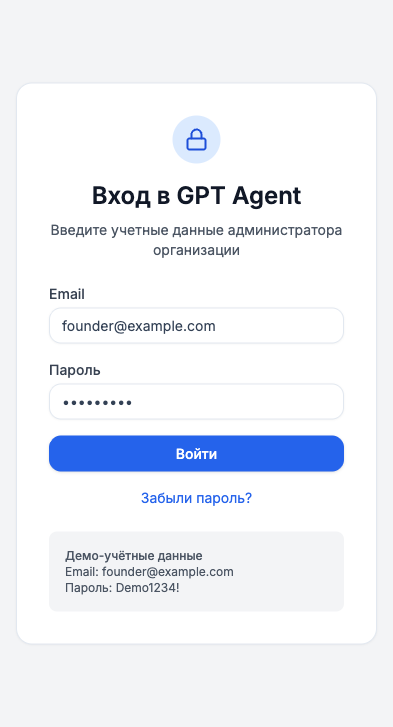 Вход в GPT Agent
Введите учетные данные администратора
организации
Email
founder@example.com
Пароль
•••••••••
Войти
Забыли пароль?
Демо-учётные данные
Email: founder@example.com
Пароль: Demo1234!